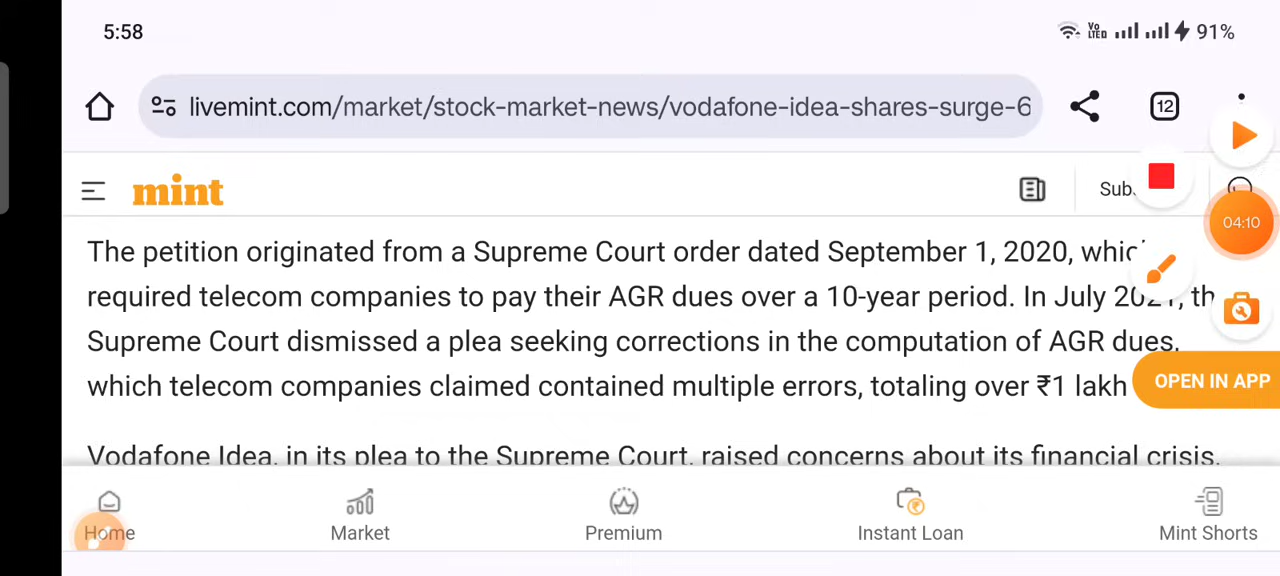 5:58
Vo LTED
91%
livemint.com/market/stock-market-news/vodafone-idea-shares-surge-6
12
mint
04:10
The petition originated from a Supreme Court order dated September 1, 2020,
required telecom companies to pay their AGR dues over a 10-year period. In July
Supreme Court dismissed a plea seeking corrections in the computation of AGR dues,
which telecom companies claimed contained multiple errors, totaling over ₹1 lakh
OPEN IN APP
Vodafone Idea, in its plea to the Supreme Court, raised concerns about its financial crisis,
Home
Market
Premium
Instant Loan
Mint Shorts